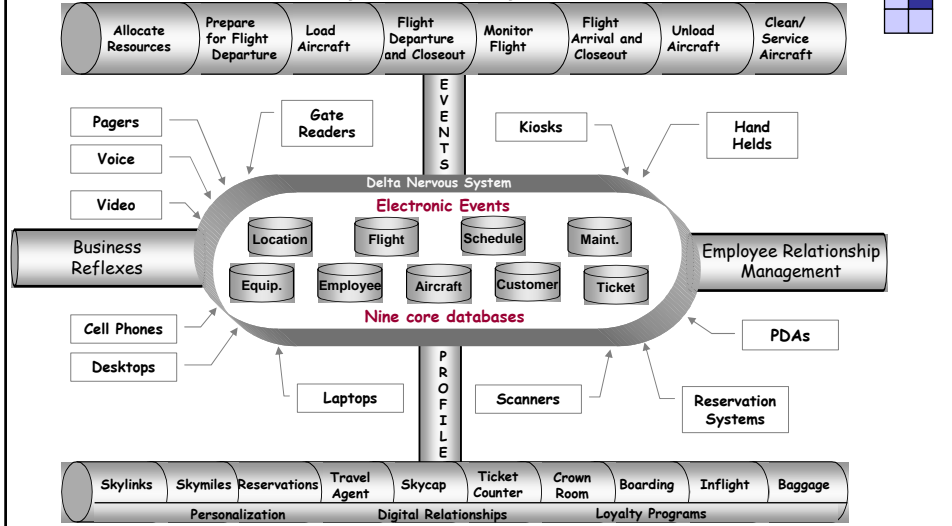 Allocate
Resources
Prepare
for Flight
Departure
Load
Aircraft
Flight
Departure
and Closeout
Monitor
Flight
Flight
Arrival and
Closeout
Unload
Aircraft
Clean/
Service
Aircraft
EVENTS
Pagers
Voice
Video
Gate
Readers
Kiosks
Hand
Helds
Delta Nervous System
Electronic Events
Location
Flight
Schedule
Maint.
Equip.
Employee
Aircraft
Customer
Ticket
Nine core databases
Business
Reflexes
Employee Relationship
Management
Cell Phones
Desktops
Laptops
Scanners
PDAs
Reservation
Systems
PROFILE
Skylinks
Skymiles
Reservations
Travel
Agent
Skycap
Ticket
Counter
Crown
Room
Boarding
Inflight
Baggage
Personalization
Digital Relationships
Loyalty Programs